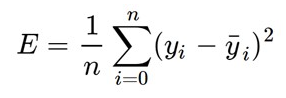 E = \frac{1}{n} \sum_{i=0}^{n} (y_i - \bar{y}_i)^2